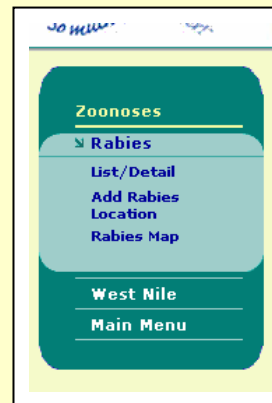 Zoonoses
Rabies
List/Detail
Add Rabies
Location
Rabies Map
West Nile
Main Menu